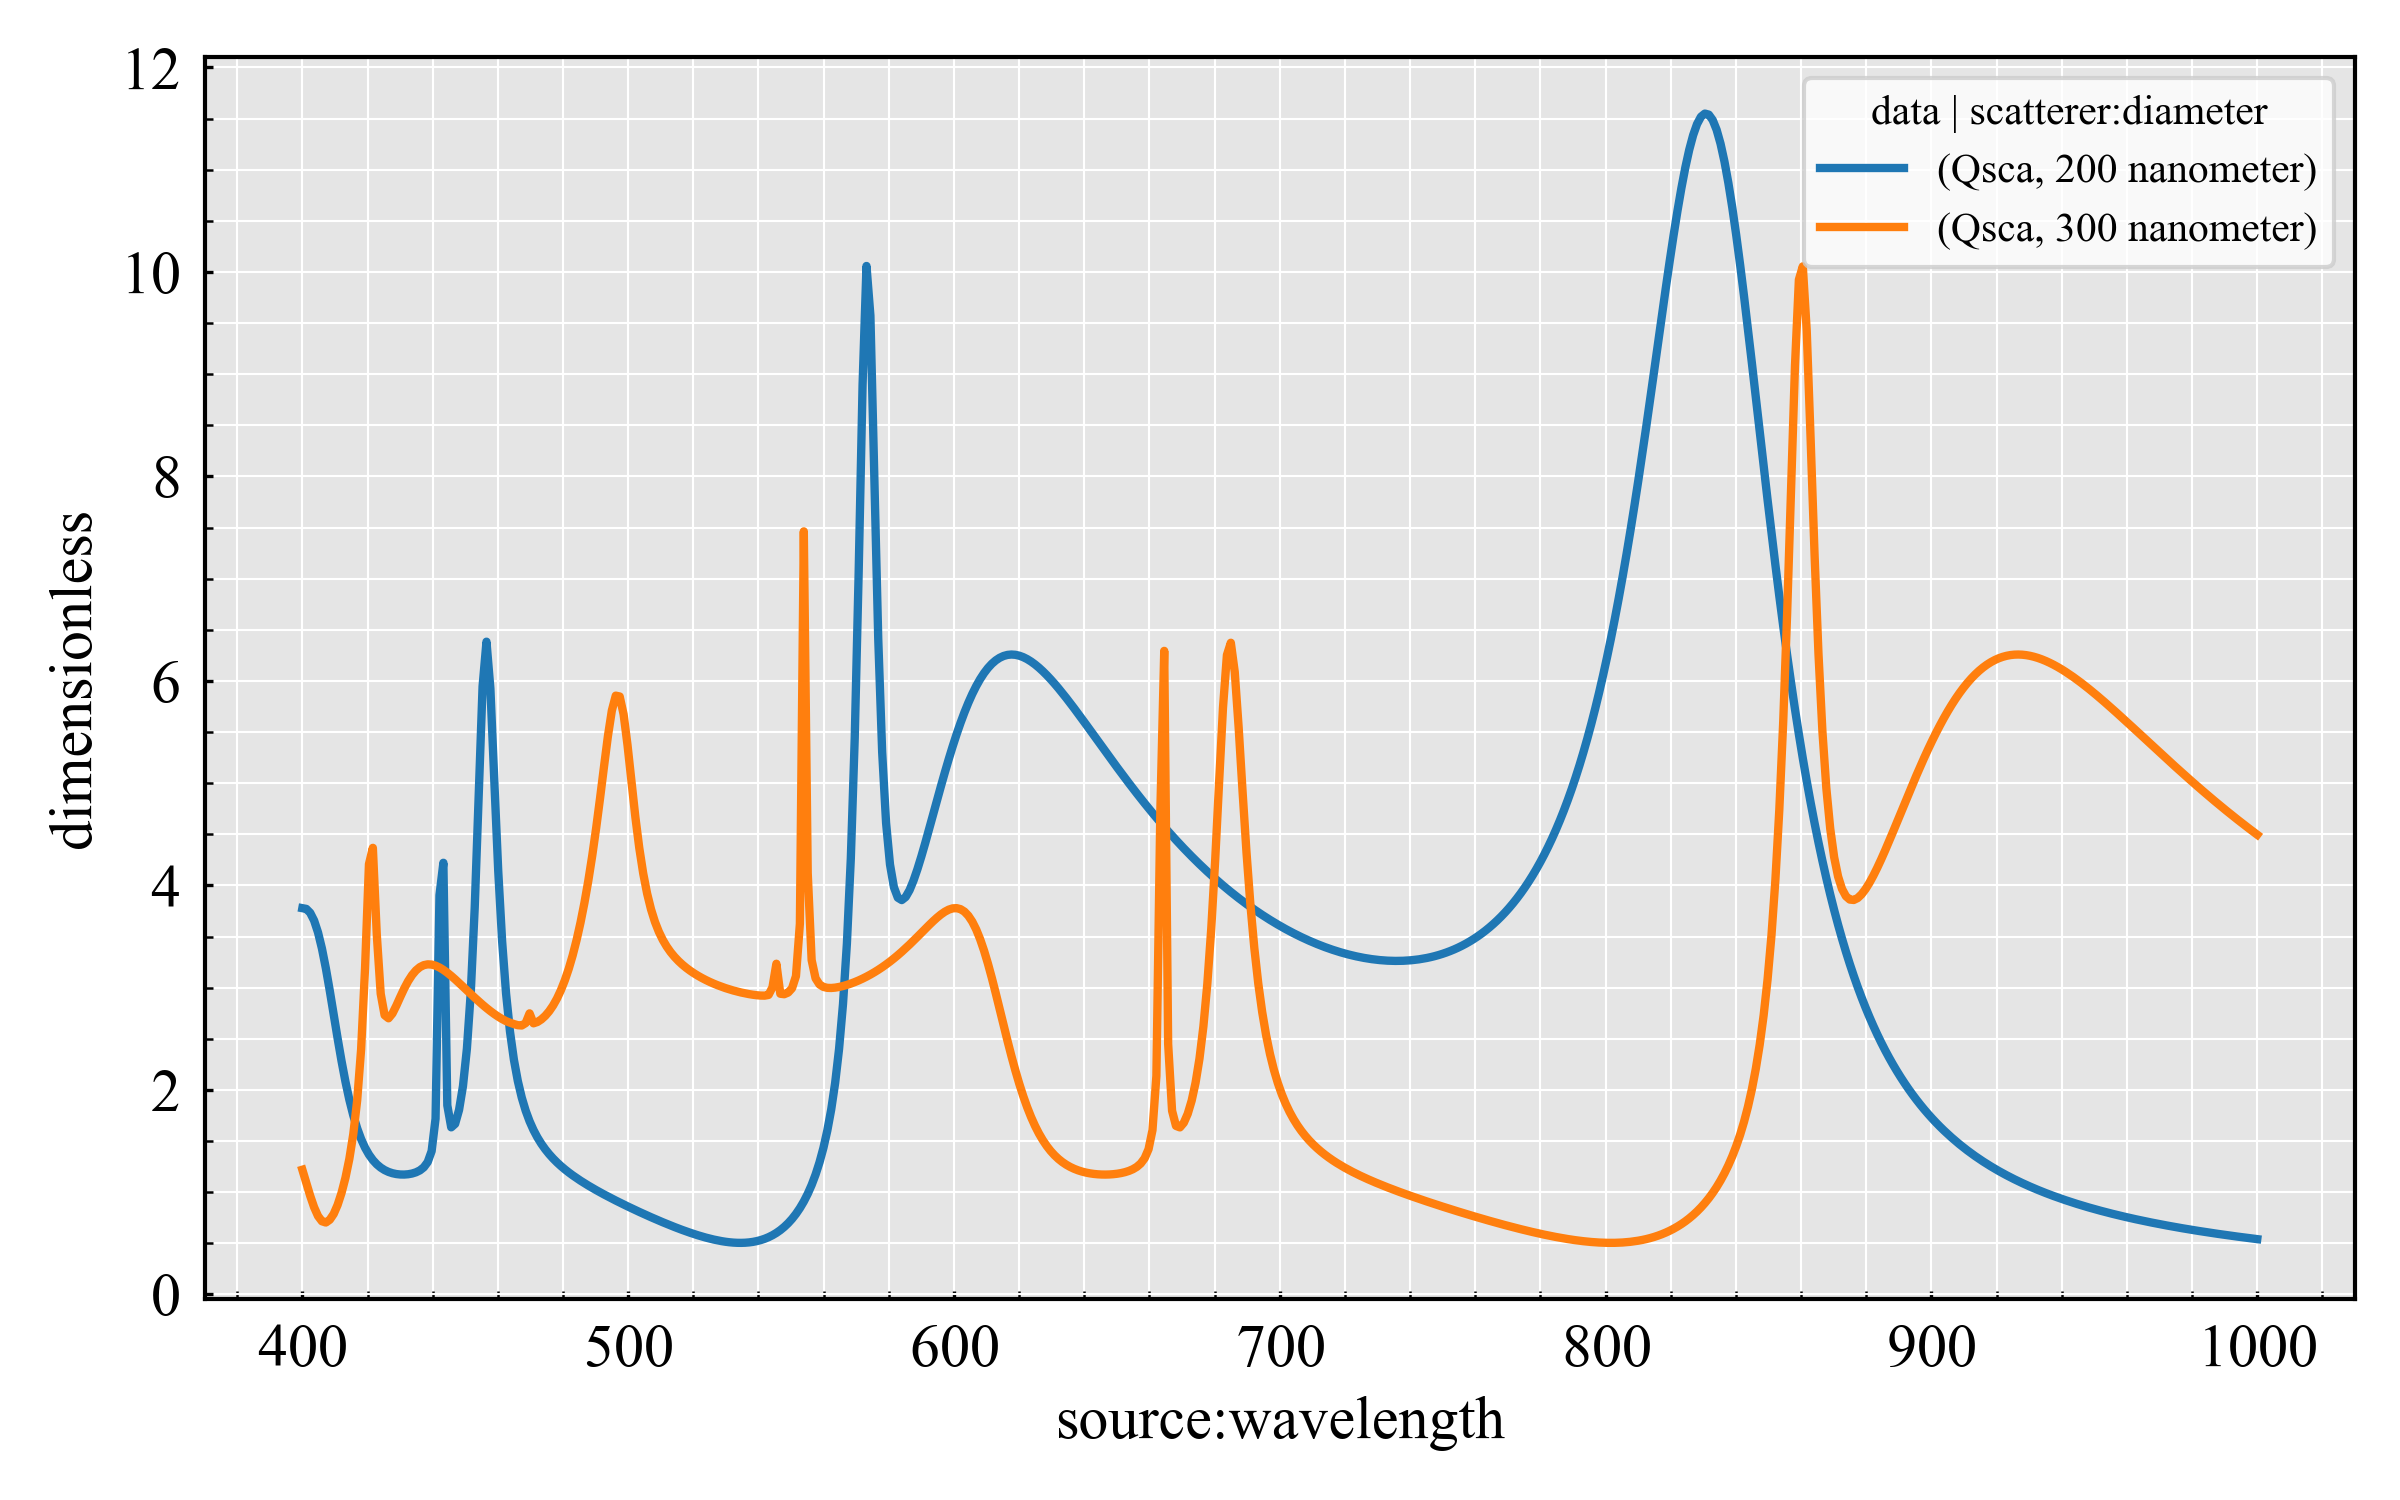 data | scatterer:diameter
(Qsca, 200 nanometer)
(Qsca, 300 nanometer)
12
10
8
6
4
2
0
dimensionless
400 500 600 700 800 900 1000
source:wavelength